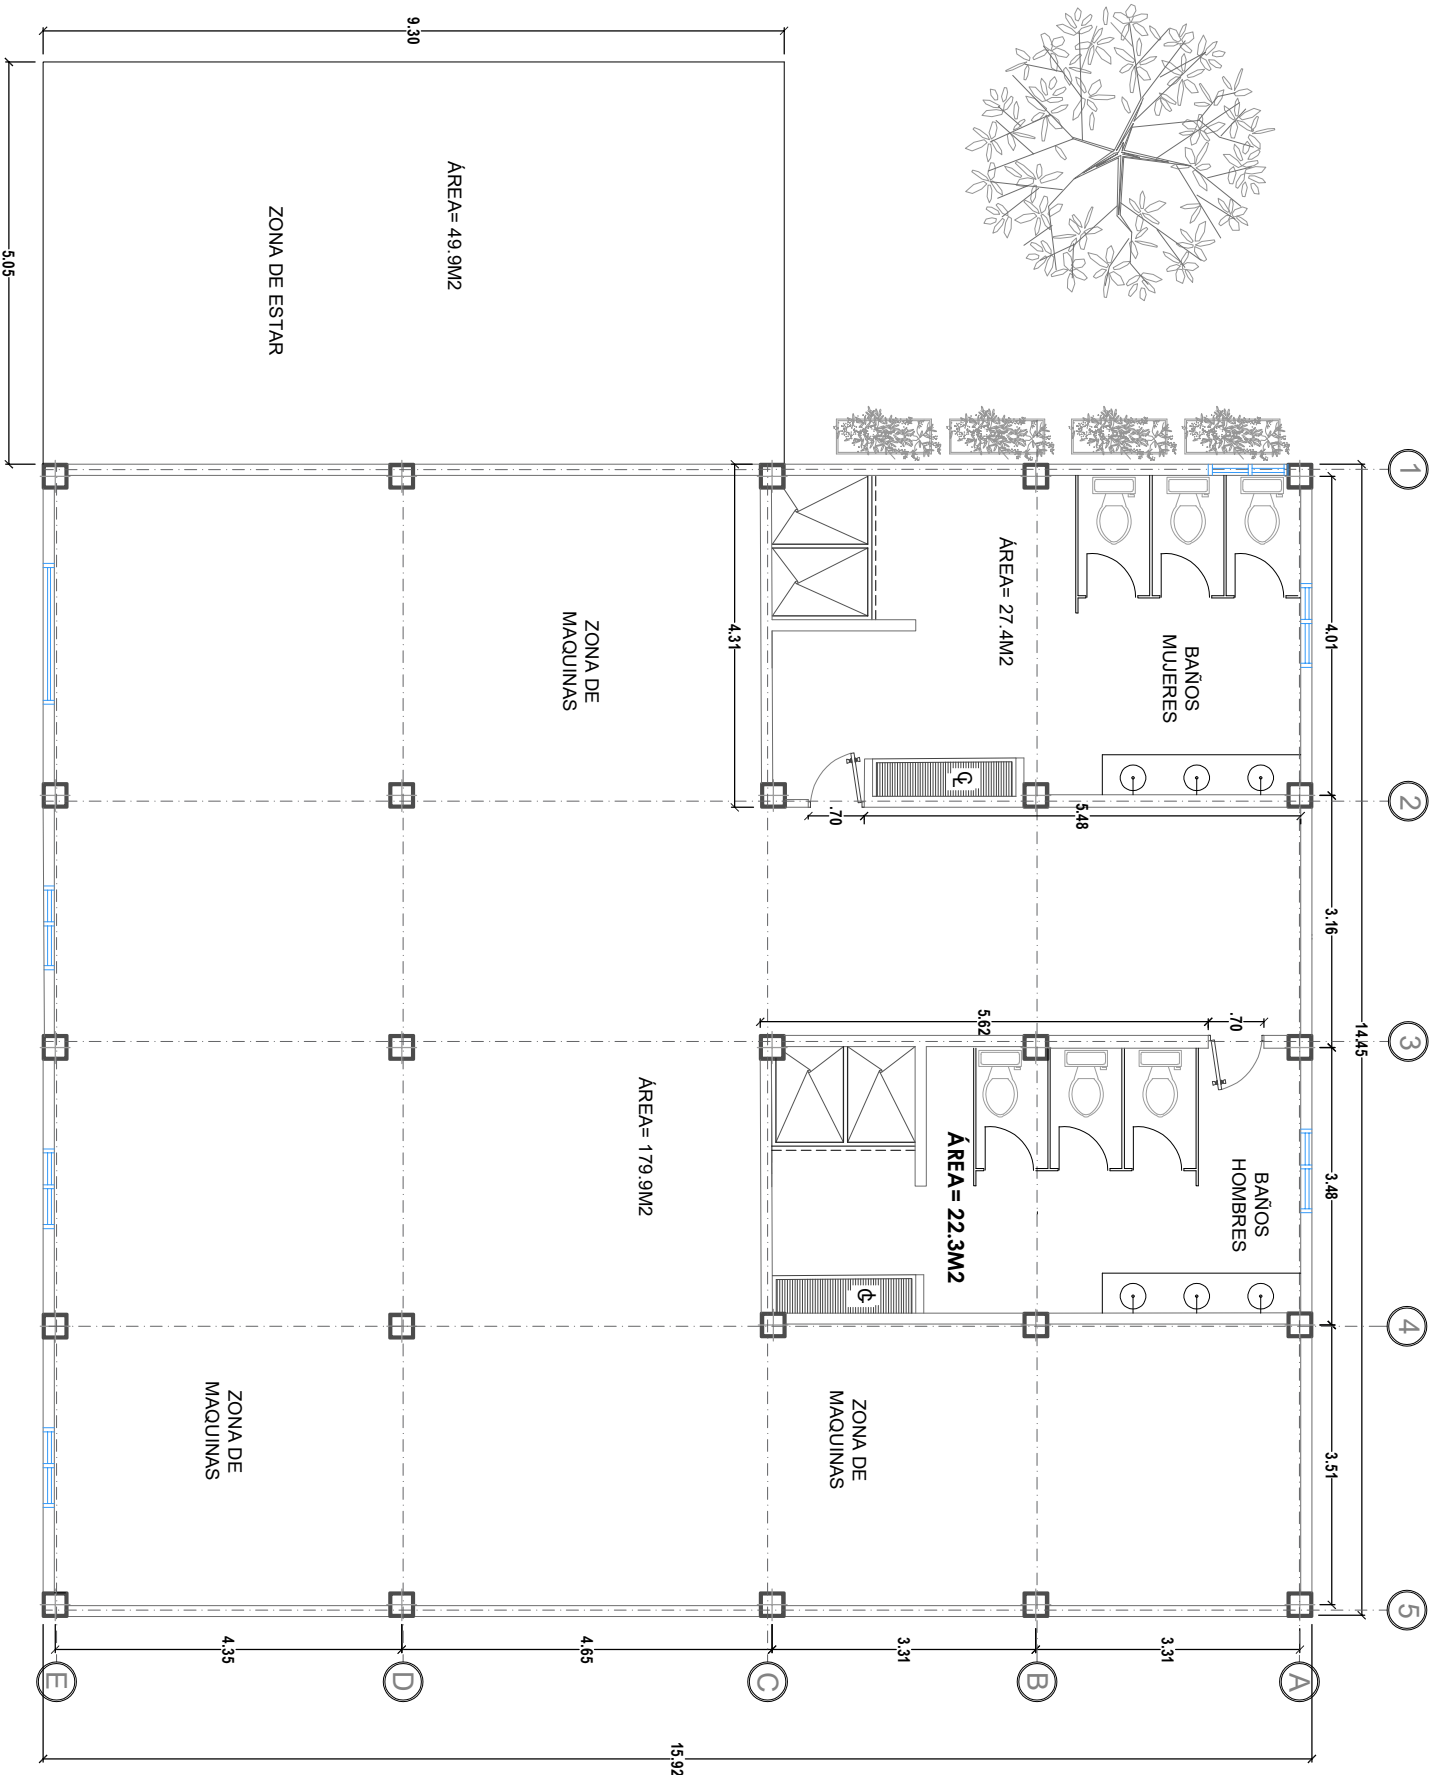 1
2
3
4
5
14.45
4.01
3.16
3.48
3.51
BAÑOS
MUJERES
ÁREA= 27.4M2
5.48
.70
4.31
BAÑOS
HOMBRES
ÁREA= 22.3M2
.70
5.62
ZONA DE
MAQUINAS
ZONA DE
MAQUINAS
ÁREA= 179.9M2
ZONA DE
MAQUINAS
ÁREA= 49.9M2
ZONA DE ESTAR
9.30
5.05
A
B
C
D
E
3.31
3.31
4.65
4.35
15.92
CL
CL